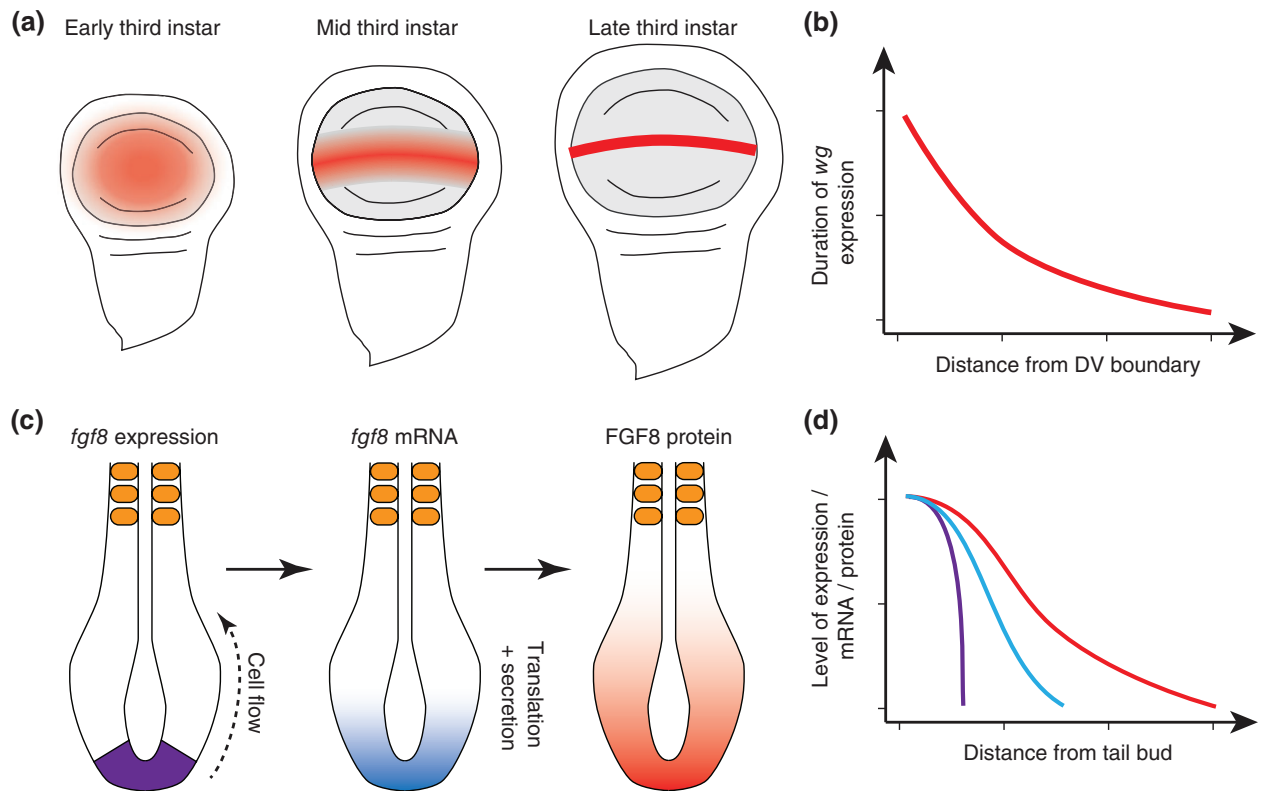 (a)
Early third instar
Mid third instar
Late third instar
(b)
Duration of wg
expression
Distance from DV boundary
(c)
fgf8 expression
fgf8 mRNA
FGF8 protein
Cell flow
Translation
+ secretion
(d)
Level of expression /
mRNA / protein
Distance from tail bud